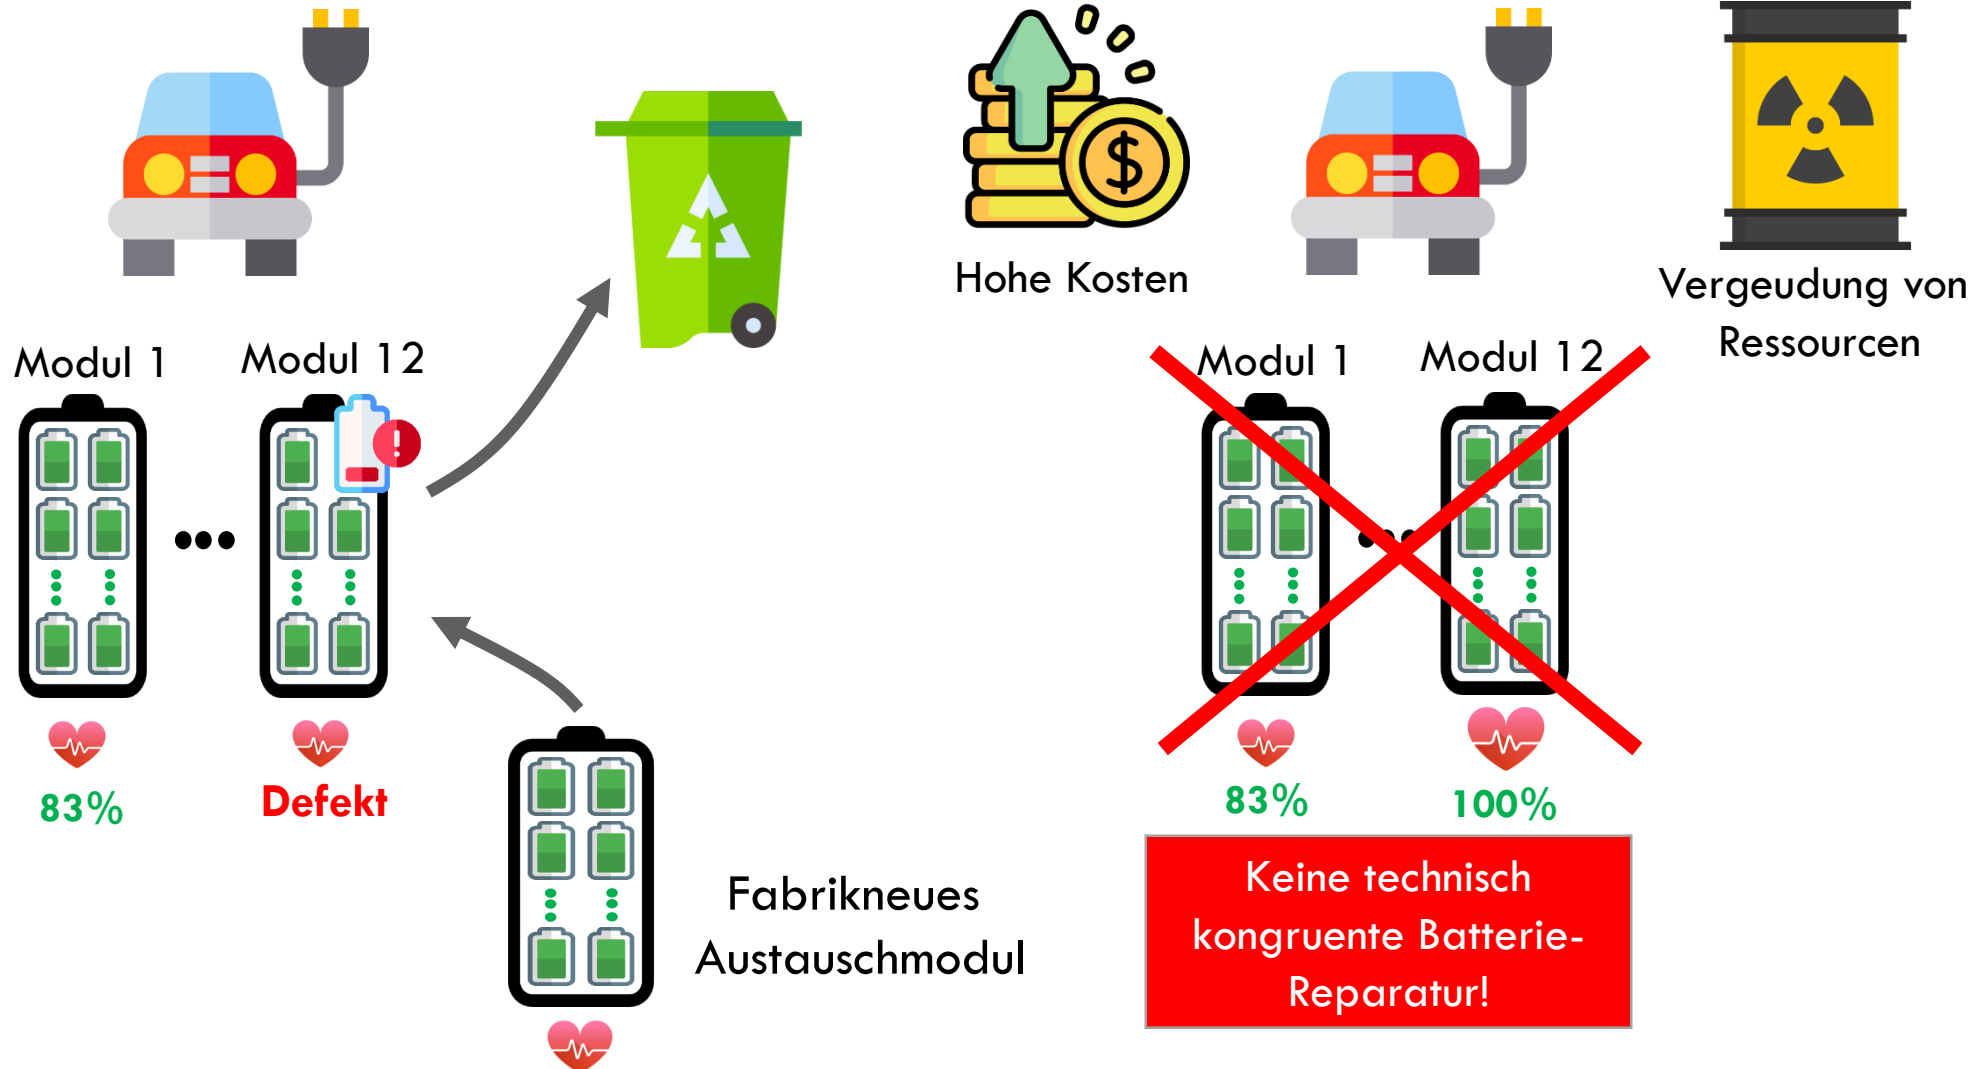 Modul 1
Modul 12
83%
Defekt
Fabrikneues
Austauschmodul
Hohe Kosten
$
Vergeudung von
Ressourcen
Modul 1
Modul 12
83%
100%
Keine technisch
kongruente Batterie-
Reparatur!